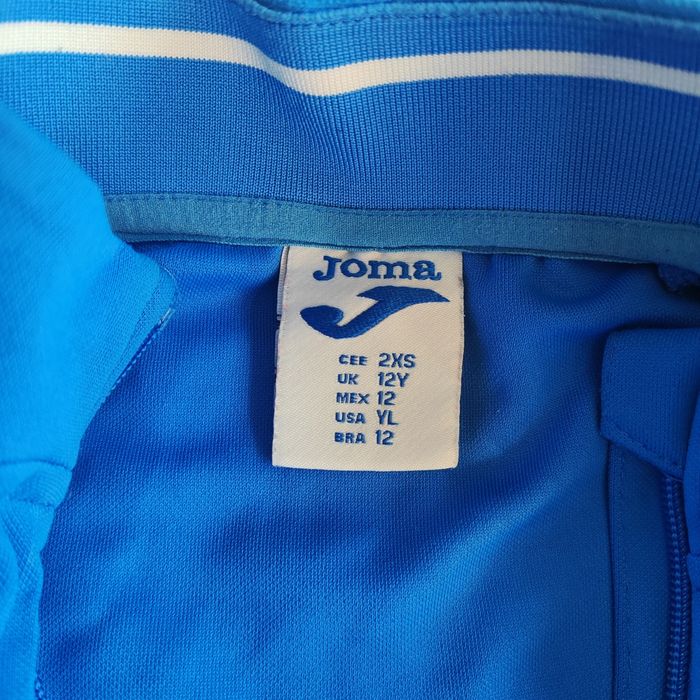 Joma
CEE 2XS
UK 12Y
MEX 12
USA YL
BRA 12